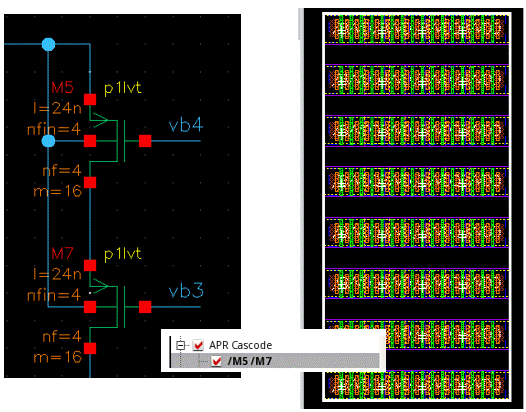 M5
p1lvt
l=24n
nfin=4
vb4
nf=4
m=16
M7
p1lvt
l=24n
nfin=4
vb3
nf=4
m=16
APR Cascode
/M5 /M7